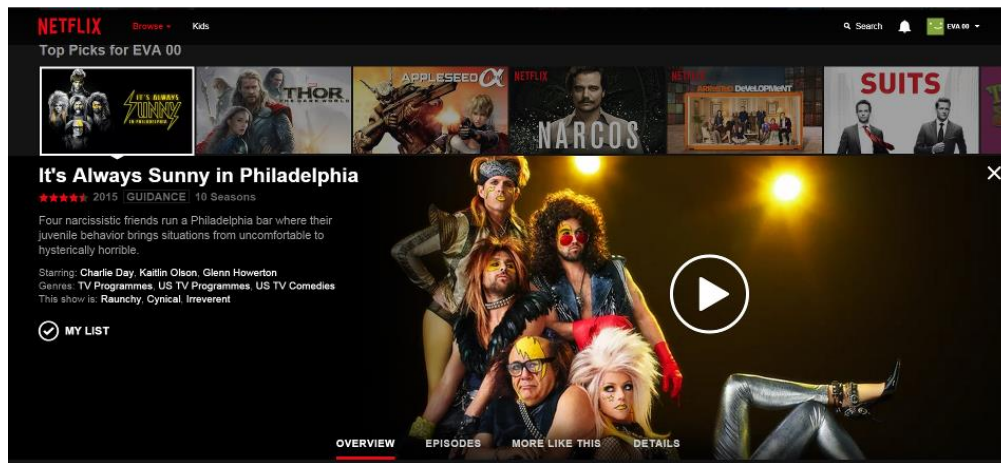 NETFLIX Browse Kids Search EVA 00
Top Picks for EVA 00
IT'S ALWAYS
SUNNY
IN PHILADELPHIA
THOR
THE DARK WORLD
APPLESEED α
NETFLIX
NARCOS
NETFLIX
ARRESTED DEVELOPMENT
SUITS
It's Always Sunny in Philadelphia
2015 GUIDANCE 10 Seasons
Four narcissistic friends run a Philadelphia bar where their
juvenile behavior brings situations from uncomfortable to
hysterically horrible.
Starring: Charlie Day, Kaitlin Olson, Glenn Howerton
Genres: TV Programmes, US TV Programmes, US TV Comedies
This show is: Raunchy, Cynical, Irreverent
MY LIST
OVERVIEW EPISODES MORE LIKE THIS DETAILS